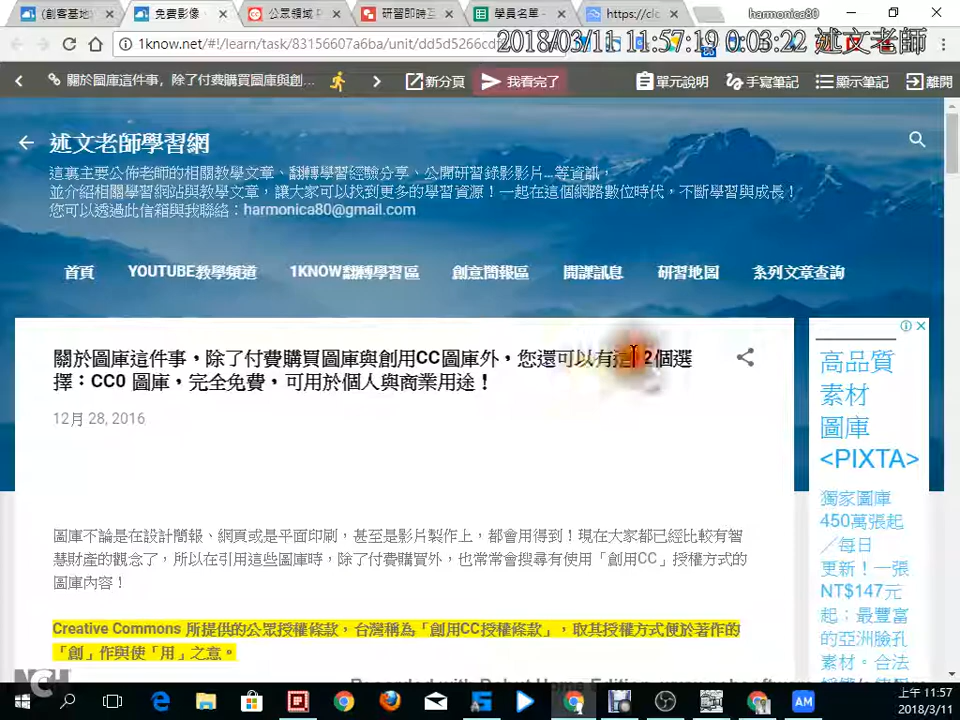 (創客基地)
免費影像、
公眾領域 - P
研習即時互
學員名單 -
https://cle
harmonica80
1know.net/#!/learn/task/83156607a6ba/unit/dd5d5266cd
2018/03/11 11:57:19 0:03:22 述文老師
關於圖庫這件事，除了付費購買圖庫與創...
新分頁
我看完了
單元說明
手寫筆記
顯示筆記
離開
述文老師學習網
這裏主要公佈老師的相關教學文章、翻轉學習經驗分享、公開研習錄影影片...等資訊，
並介紹相關學習網站與教學文章，讓大家可以找到更多的學習資源！一起在這個網路數位時代，不斷學習與成長！
您可以透過此信箱與我聯絡：harmonica80@gmail.com
首頁 YOUTUBE教學頻道 1KNOW翻轉學習區 創意簡報區 開課訊息 研習地圖 系列文章查詢
關於圖庫這件事，除了付費購買圖庫與創用CC圖庫外，您還可以有這2個選
擇：CC0 圖庫，完全免費，可用於個人與商業用途！
12月 28, 2016
圖庫不論是在設計簡報、網頁或是平面印刷，甚至是影片製作上，都會用得到！現在大家都已經比較有智
慧財產的觀念了，所以在引用這些圖庫時，除了付費購買外，也常常會搜尋有使用「創用CC」授權方式的
圖庫內容！
Creative Commons 所提供的公眾授權條款，台灣稱為「創用CC授權條款」，取其授權方式便於著作的
「創」作與使「用」之意。
高品質
素材
圖庫
<PIXTA>
獨家圖庫
450萬張起
／每日
更新！一張
NT$147元
起；最豐富
的亞洲臉孔
素材。合法
NCH
上午 11:57
2018/3/11
AM